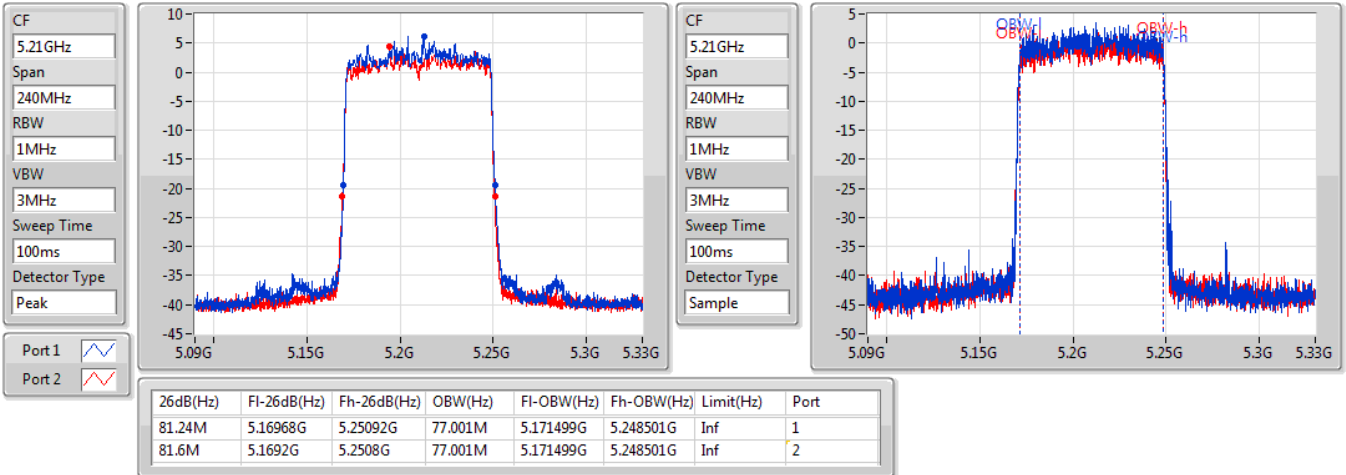 CF
5.21GHz
Span
240MHz
RBW
1MHz
VBW
3MHz
Sweep Time
100ms
Detector Type
Peak
10
5
0
-5
-10
-15
-20
-25
-30
-35
-40
-45
5.09G 5.15G 5.2G 5.25G 5.3G 5.33G
CF
5.21GHz
Span
240MHz
RBW
1MHz
VBW
3MHz
Sweep Time
100ms
Detector Type
Sample
5
0
-5
-10
-15
-20
-25
-30
-35
-40
-45
-50
OBW-l OBW-h
OBW-l OBW-h
5.09G 5.15G 5.2G 5.25G 5.3G 5.33G
Port 1
Port 2
26dB(Hz) Fl-26dB(Hz) Fh-26dB(Hz) OBW(Hz) Fl-OBW(Hz) Fh-OBW(Hz) Limit(Hz) Port
81.24M 5.16968G 5.25092G 77.001M 5.171499G 5.248501G Inf 1
81.6M 5.1692G 5.2508G 77.001M 5.171499G 5.248501G Inf 2